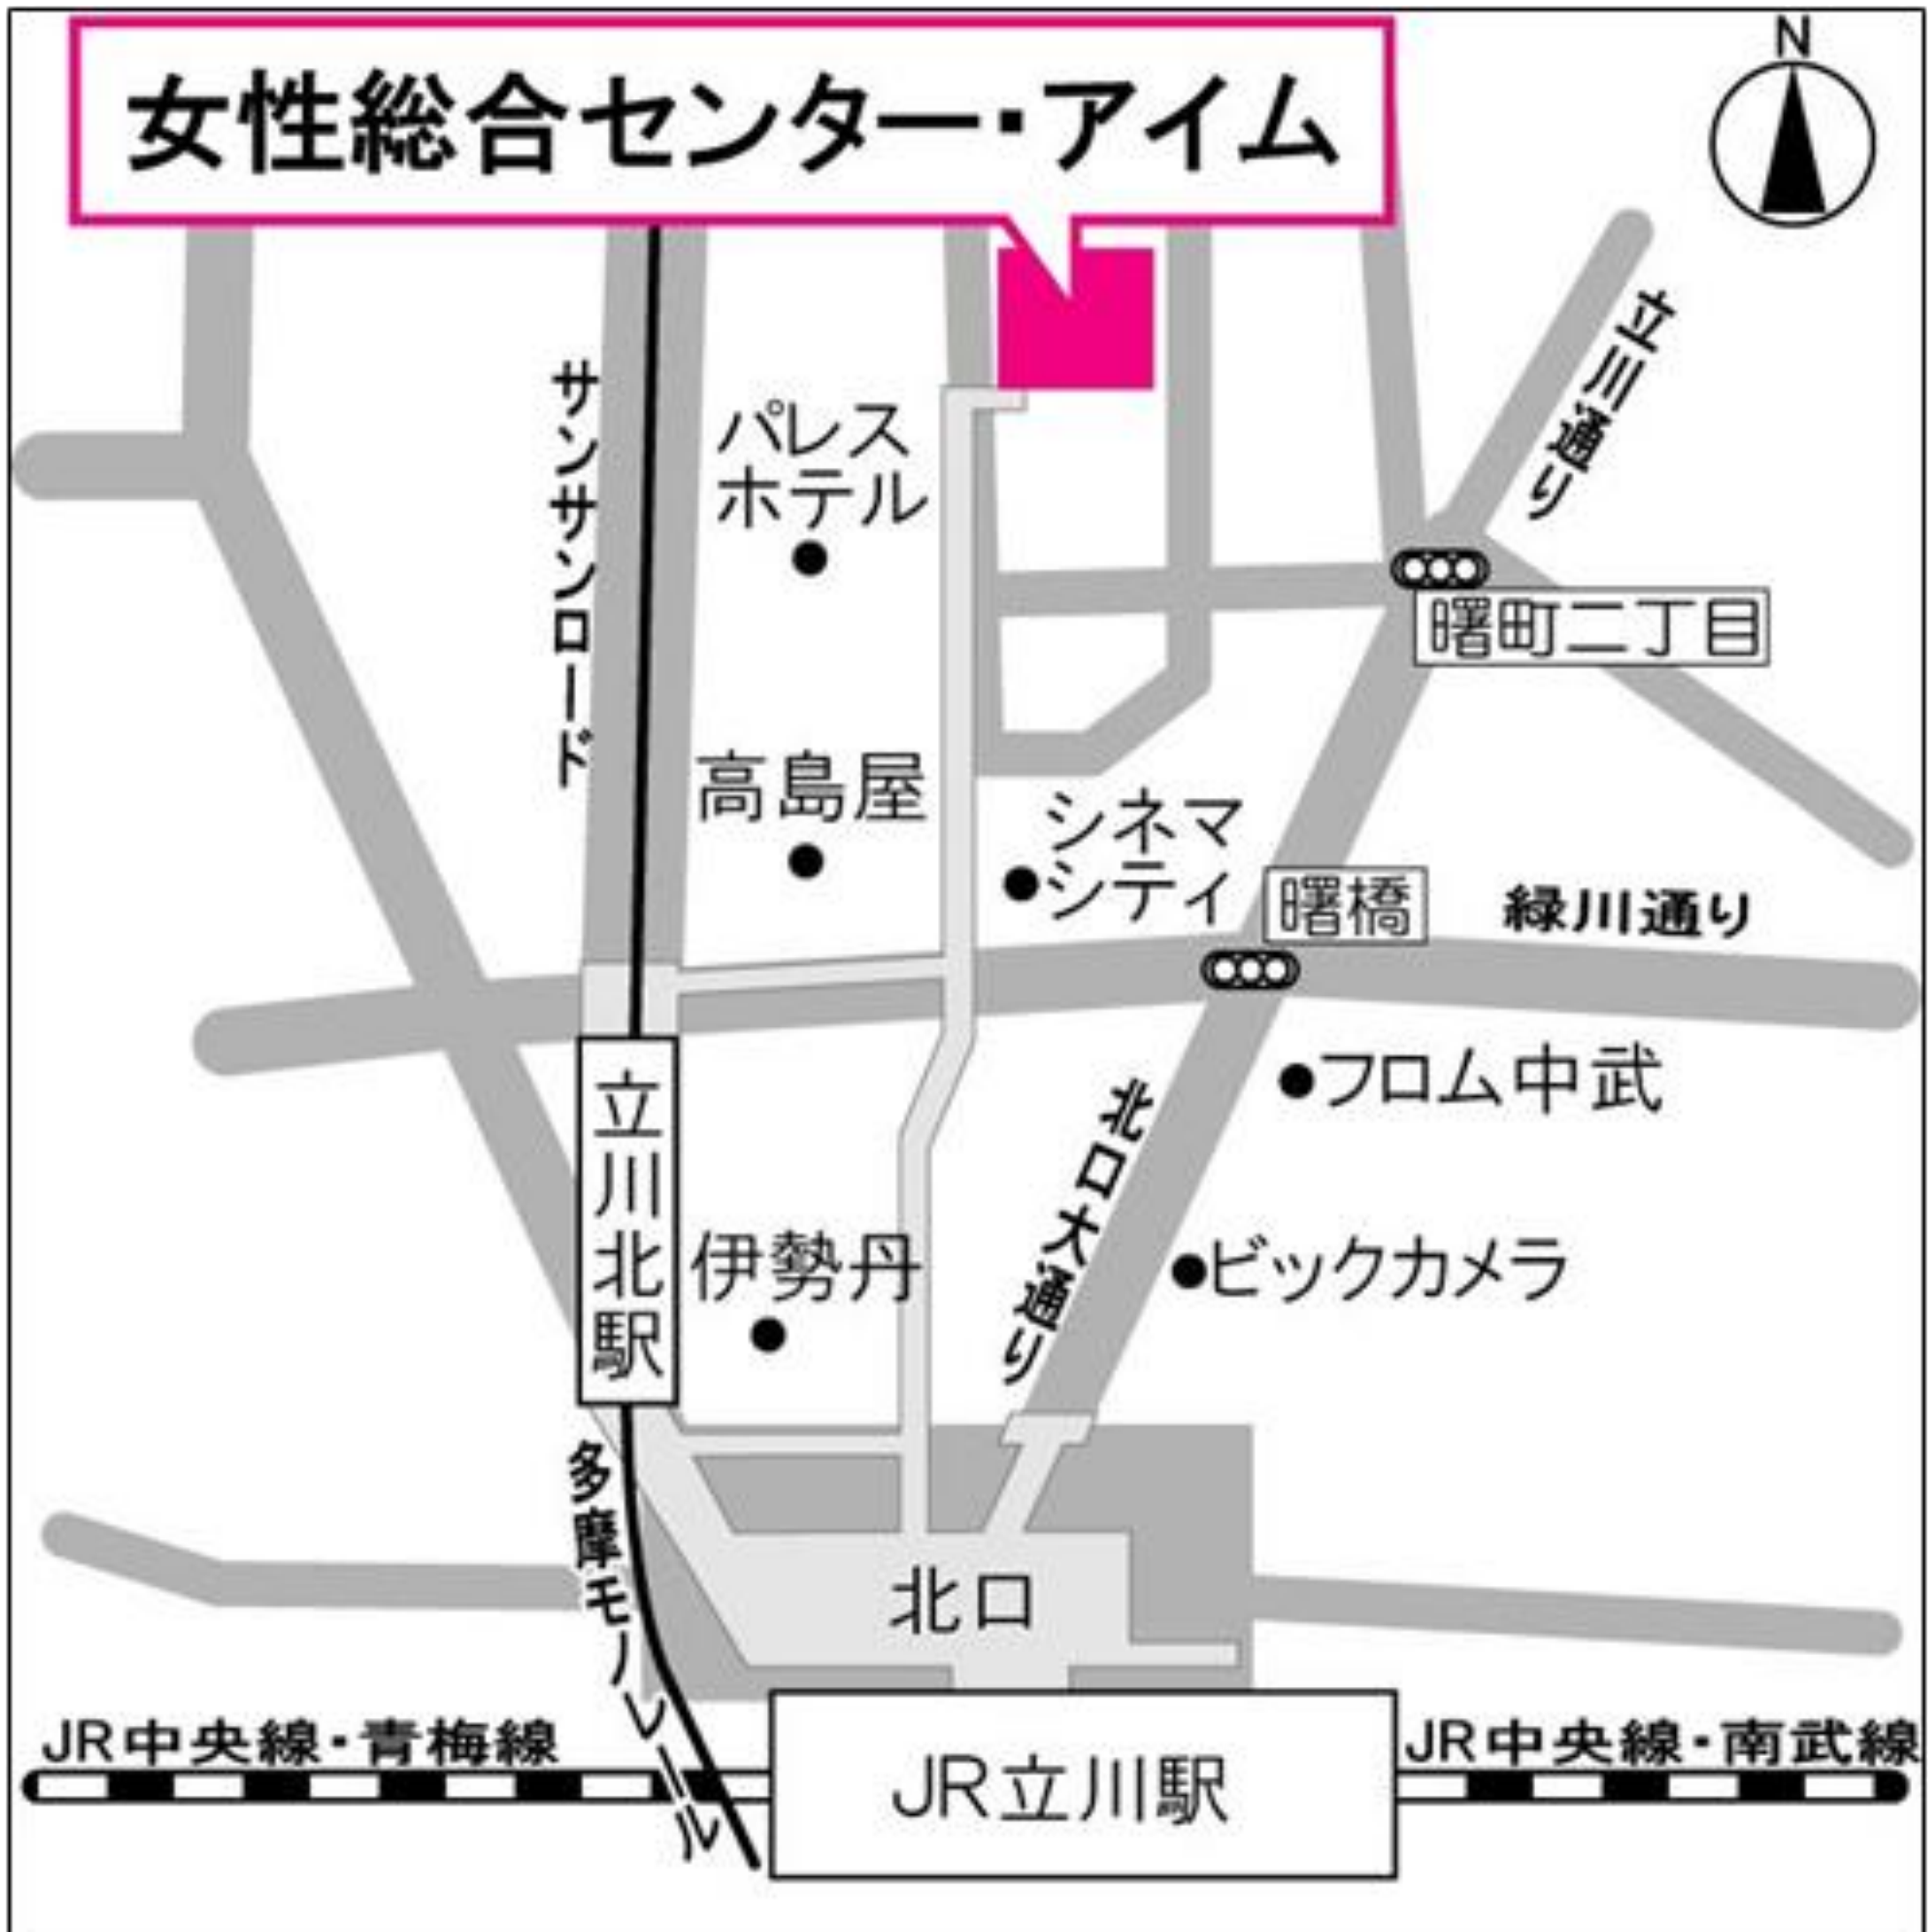 女性総合センター・アイム
N
立川通り
サンサンロード
パレス
ホテル
曙町二丁目
高島屋
シネマ
シティ
曙橋
緑川通り
フロム中武
立川北駅
北口大通り
伊勢丹
ビックカメラ
多摩モノレール
北口
JR中央線・青梅線
JR中央線・南武線
JR立川駅